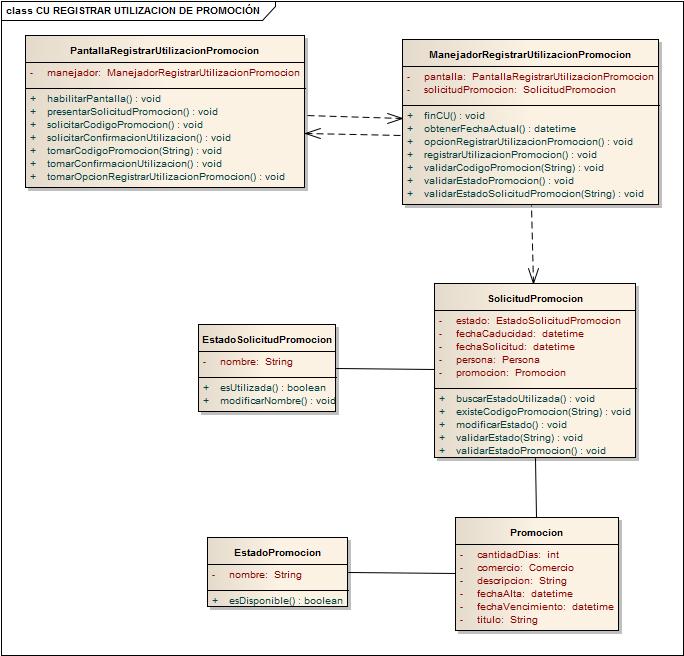 class CU REGISTRAR UTILIZACION DE PROMOCIÓN
PantallaRegistrarUtilizacionPromocion
- manejador: ManejadorRegistrarUtilizacionPromocion
+ habilitarPantalla() : void
+ presentarSolicitudPromocion() : void
+ solicitarCodigoPromocion() : void
+ solicitarConfirmacionUtilizacion() : void
+ tomarCodigoPromocion(String) : void
+ tomarConfirmacionUtilizacion() : void
+ tomarOpcionRegistrarUtilizacionPromocion() : void
ManejadorRegistrarUtilizacionPromocion
- pantalla: PantallaRegistrarUtilizacionPromocion
- solicitudPromocion: SolicitudPromocion
+ finCU() : void
+ obtenerFechaActual() : datetime
+ opcionRegistrarUtilizacionPromocion() : void
+ registrarUtilizacionPromocion() : void
+ validarCodigoPromocion(String) : void
+ validarEstadoPromocion() : void
+ validarEstadoSolicitudPromocion(String) : void
SolicitudPromocion
- estado: EstadoSolicitudPromocion
- fechaCaducidad: datetime
- fechaSolicitud: datetime
- persona: Persona
- promocion: Promocion
+ buscarEstadoUtilizada() : void
+ existeCodigoPromocion(String) : void
+ modificarEstado() : void
+ validarEstado(String) : void
+ validarEstadoPromocion() : void
EstadoSolicitudPromocion
- nombre: String
+ esUtilizada() : boolean
+ modificarNombre() : void
Promocion
- cantidadDias: int
- comercio: Comercio
- descripcion: String
- fechaAlta: datetime
- fechaVencimiento: datetime
- titulo: String
EstadoPromocion
- nombre: String
+ esDisponible() : boolean